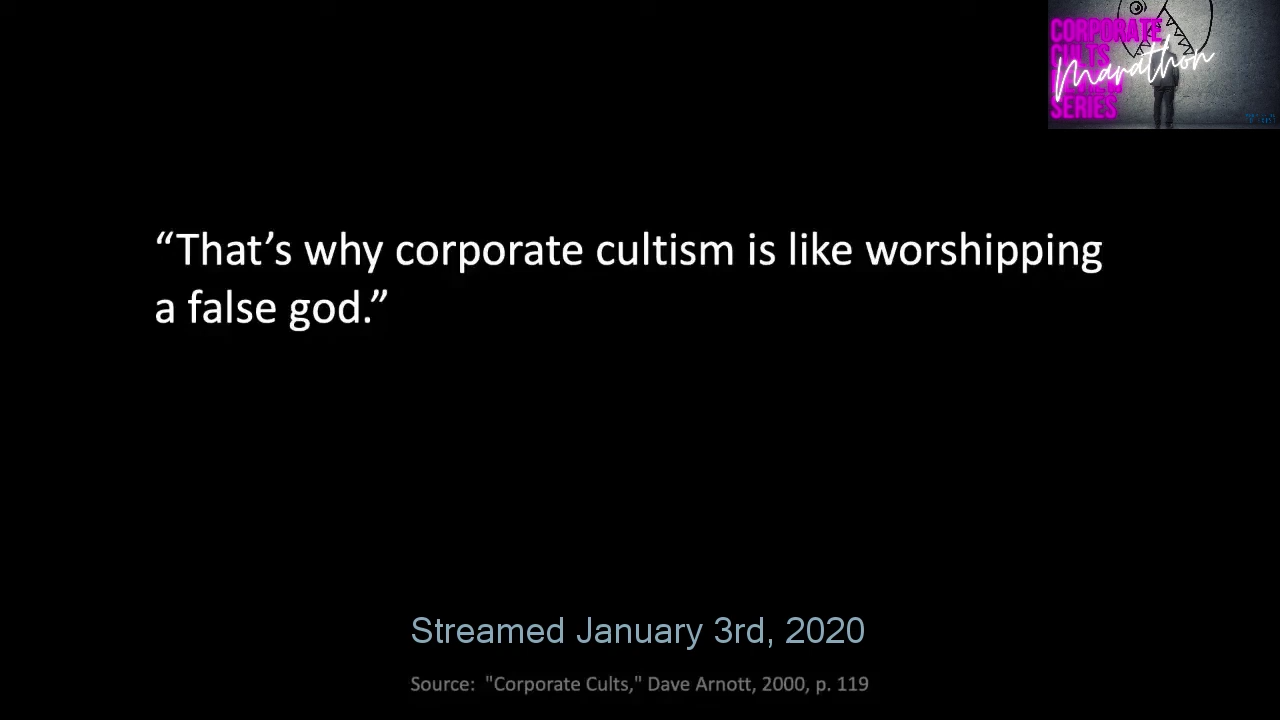 CORPORATE
CULTS
Marathon
SERIES
“That’s why corporate cultism is like worshipping
a false god.”
Streamed January 3rd, 2020
Source:  "Corporate Cults," Dave Arnott, 2000, p. 119